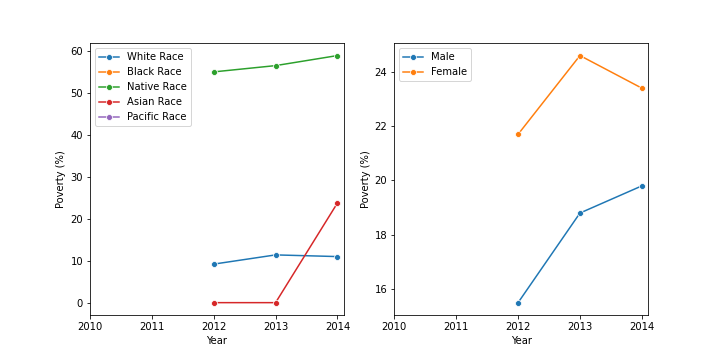 White Race
Black Race
Native Race
Asian Race
Pacific Race
60
50
40
30
20
10
0
Poverty (%)
2010 2011 2012 2013 2014
Year
Male
Female
24
22
20
18
16
Poverty (%)
2010 2011 2012 2013 2014
Year